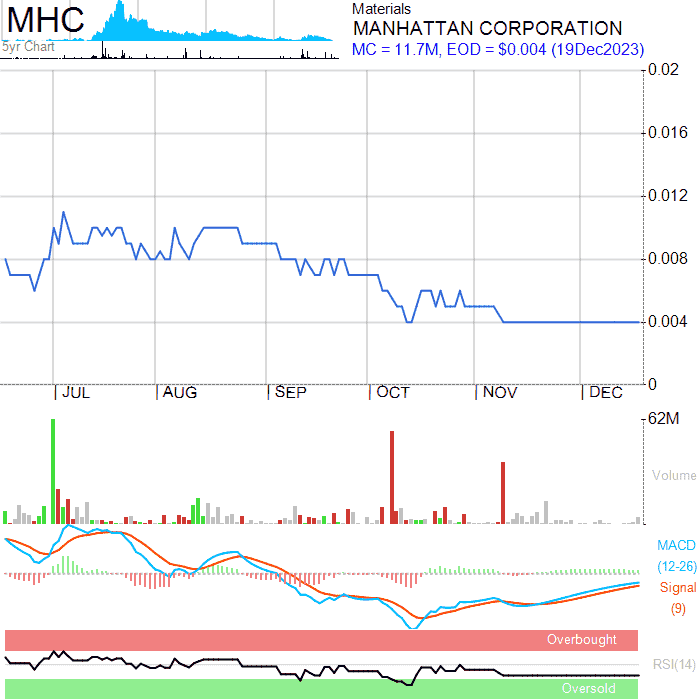 MHC
5yr Chart
Materials
MANHATTAN CORPORATION
MC = 11.7M, EOD = $0.004 (19Dec2023)
0.02
0.016
0.012
0.008
0.004
0
JUL AUG SEP OCT NOV DEC
62M
Volume
MACD
(12-26)
Signal
(9)
Overbought
RSI(14)
Oversold